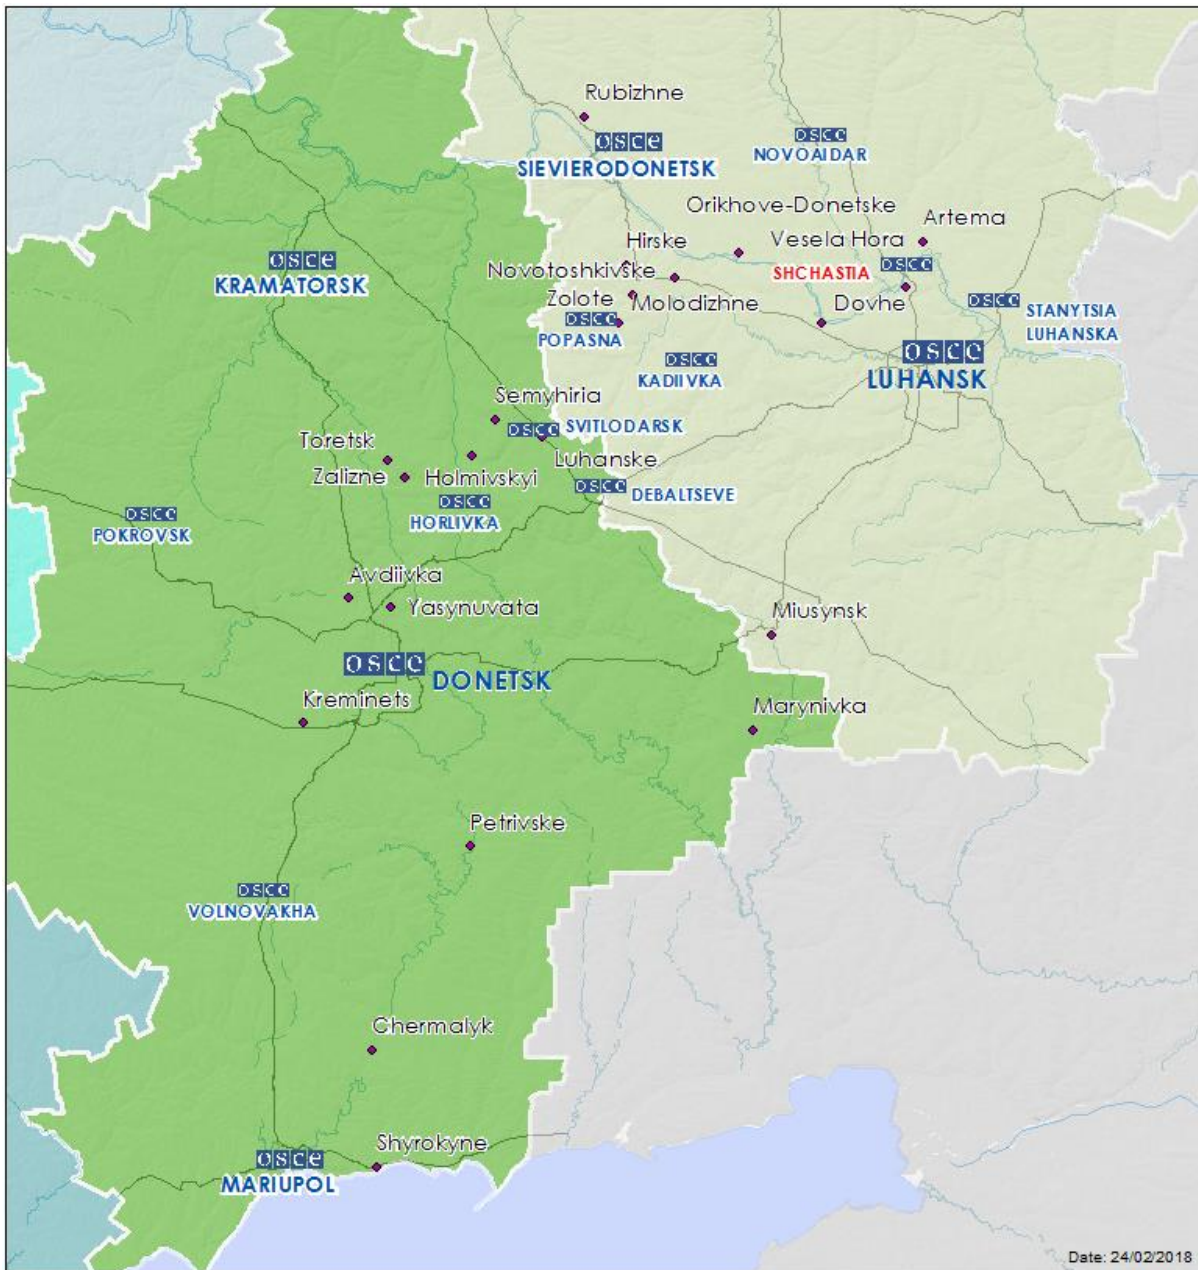 Rubizhne
osce
SIEVIERODONETSK
osce
NOVOAIDAR
Orikhove-Donetske
Artema
Hirske
Vesela Hora
osce
KRAMATORSK
Novotoshkivske
SHCHASTIA
osce
Zolote
Molodizhne
Dovhe
osce
STANYTSIA
LUHANSKA
osce
POPASNA
osce
KADIIVKA
osce
LUHANSK
Semyhiria
osce
SVITLODARSK
Toretsk
Luhanske
Zalizne
Holmivskyi
osce
DEBALTSEVE
osce
HORLIVKA
osce
POKROVSK
Avdiivka
Yasynuvata
Miusynsk
osce
DONETSK
Kreminets
Marynivka
Petrivske
osce
VOLNOVAKHA
Chermalyk
Shyrokyne
osce
MARIUPOL
Date: 24/02/2018